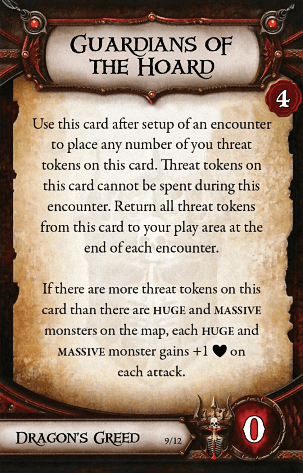 Guardians of
the Hoard
4
Use this card after setup of an encounter
to place any number of you threat
tokens on this card. Threat tokens on
this card cannot be spent during this
encounter. Return all threat tokens
from this card to your play area at the
end of each encounter.
If there are more threat tokens on this
card than there are HUGE and MASSIVE
monsters on the map, each HUGE and
MASSIVE monster gains +1 ♥ on
each attack.
Dragon's Greed 9/12 0